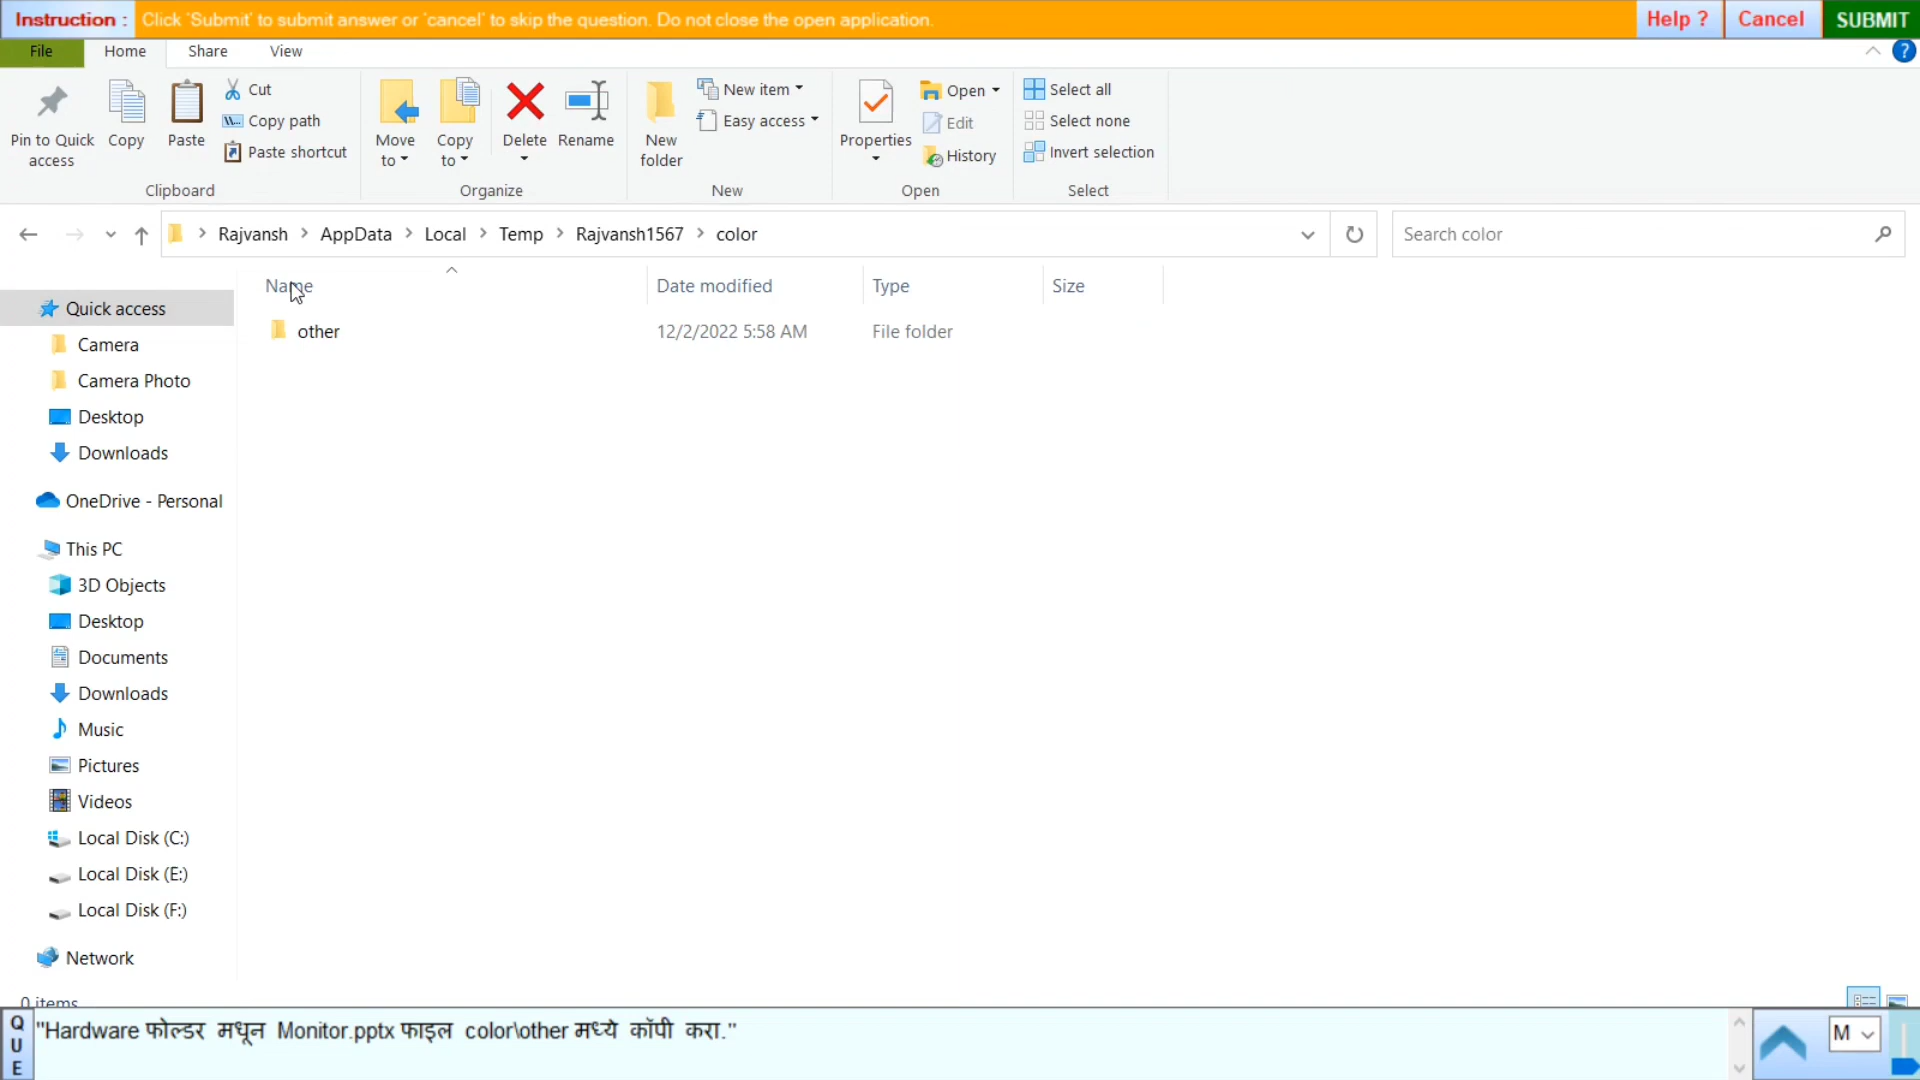 Instruction : Click 'Submit' to submit answer or 'cancel' to skip the question. Do not close the open application. Help ? Cancel SUBMIT
File Home Share View
Pin to Quick access
Copy
Paste
Cut
Copy path
Paste shortcut
Clipboard
Move to
Copy to
Delete
Rename
Organize
New folder
New item
Easy access
New
Properties
Open
Edit
History
Open
Select all
Select none
Invert selection
Select
Rajvansh > AppData > Local > Temp > Rajvansh1567 > color
Search color
Name Date modified Type Size
other 12/2/2022 5:58 AM File folder
Quick access
Camera
Camera Photo
Desktop
Downloads
OneDrive - Personal
This PC
3D Objects
Desktop
Documents
Downloads
Music
Pictures
Videos
Local Disk (C:)
Local Disk (E:)
Local Disk (F:)
Network
0 items
QUE
"Hardware फोल्डर मधून Monitor.pptx फाइल color\other मध्ये कॉपी करा."
M